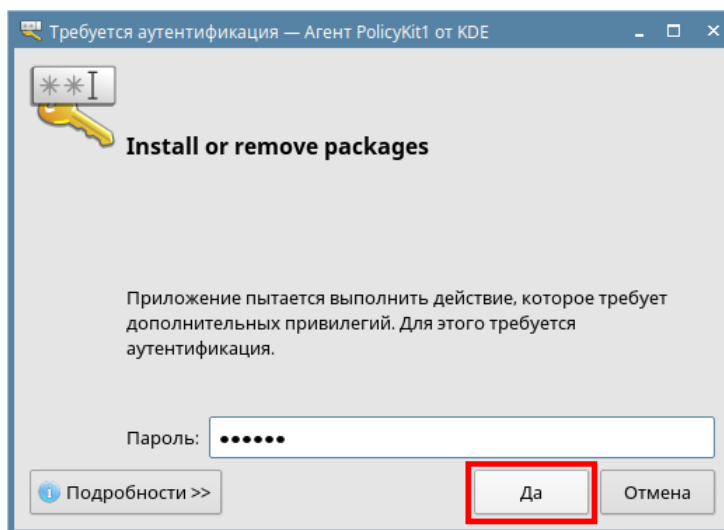 Требуется аутентификация — Агент PolicyKit1 от KDE
Install or remove packages
Приложение пытается выполнить действие, которое требует
дополнительных привилегий. Для этого требуется
аутентификация.
Пароль: ●●●●●●
Подробности >> Да Отмена